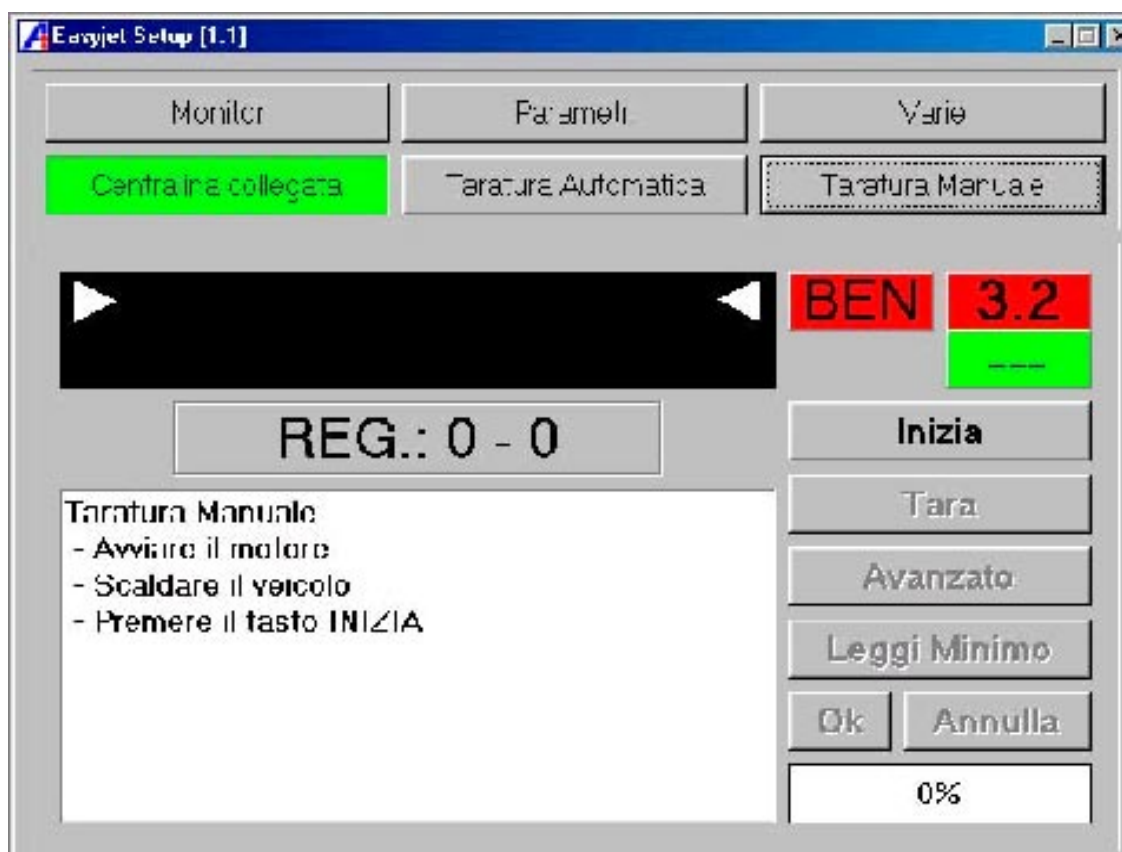 Easyjet Setup [1.1]
Monitor Parametri Varie
Centralina collegata Taratura Automatica Taratura Manuale
BEN 3.2
---
REG.: 0 - 0
Inizia
Taratura Manuale
- Avviare il motore
- Scaldare il veicolo
- Premere il tasto INIZIA
Tara
Avanzato
Leggi Minimo
Ok Annulla
0%